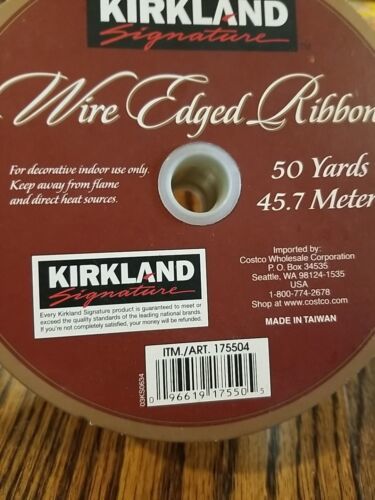 KIRKLAND
Signature
TM
Wire Edged Ribbon
For decorative indoor use only.
Keep away from flame
and direct heat sources.
50 Yards
45.7 Meter
Imported by:
Costco Wholesale Corporation
P.O. Box 34535
Seattle, WA 98124-1535
USA
1-800-774-2678
Shop at www.costco.com
MADE IN TAIWAN
KIRKLAND
Signature
Every Kirkland Signature product is guaranteed to meet or
exceed the quality standards of the leading national brands.
If you're not completely satisfied, your money will be refunded.
ITM./ART. 175504
03KS0634
0 96619 17550 5